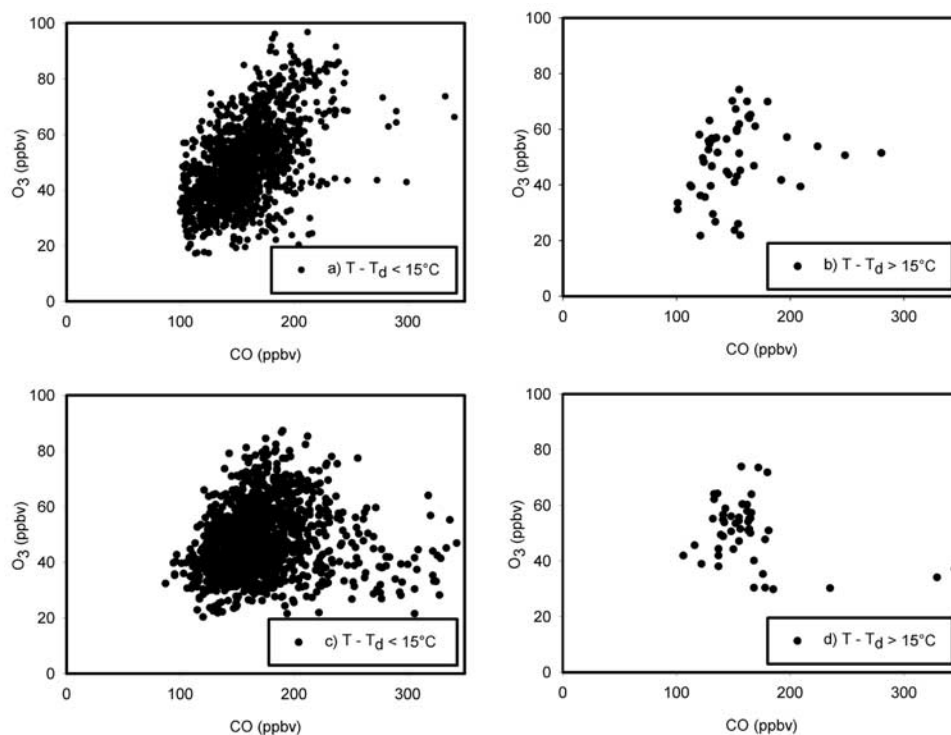 100
80
60
40
20
0
O3 (ppbv)
a) T - Td < 15°C
0 100 200 300
CO (ppbv)
100
80
60
40
20
0
O3 (ppbv)
b) T - Td > 15°C
0 100 200 300
CO (ppbv)
100
80
60
40
20
0
O3 (ppbv)
c) T - Td < 15°C
0 100 200 300
CO (ppbv)
100
80
60
40
20
0
O3 (ppbv)
d) T - Td > 15°C
0 100 200 300
CO (ppbv)